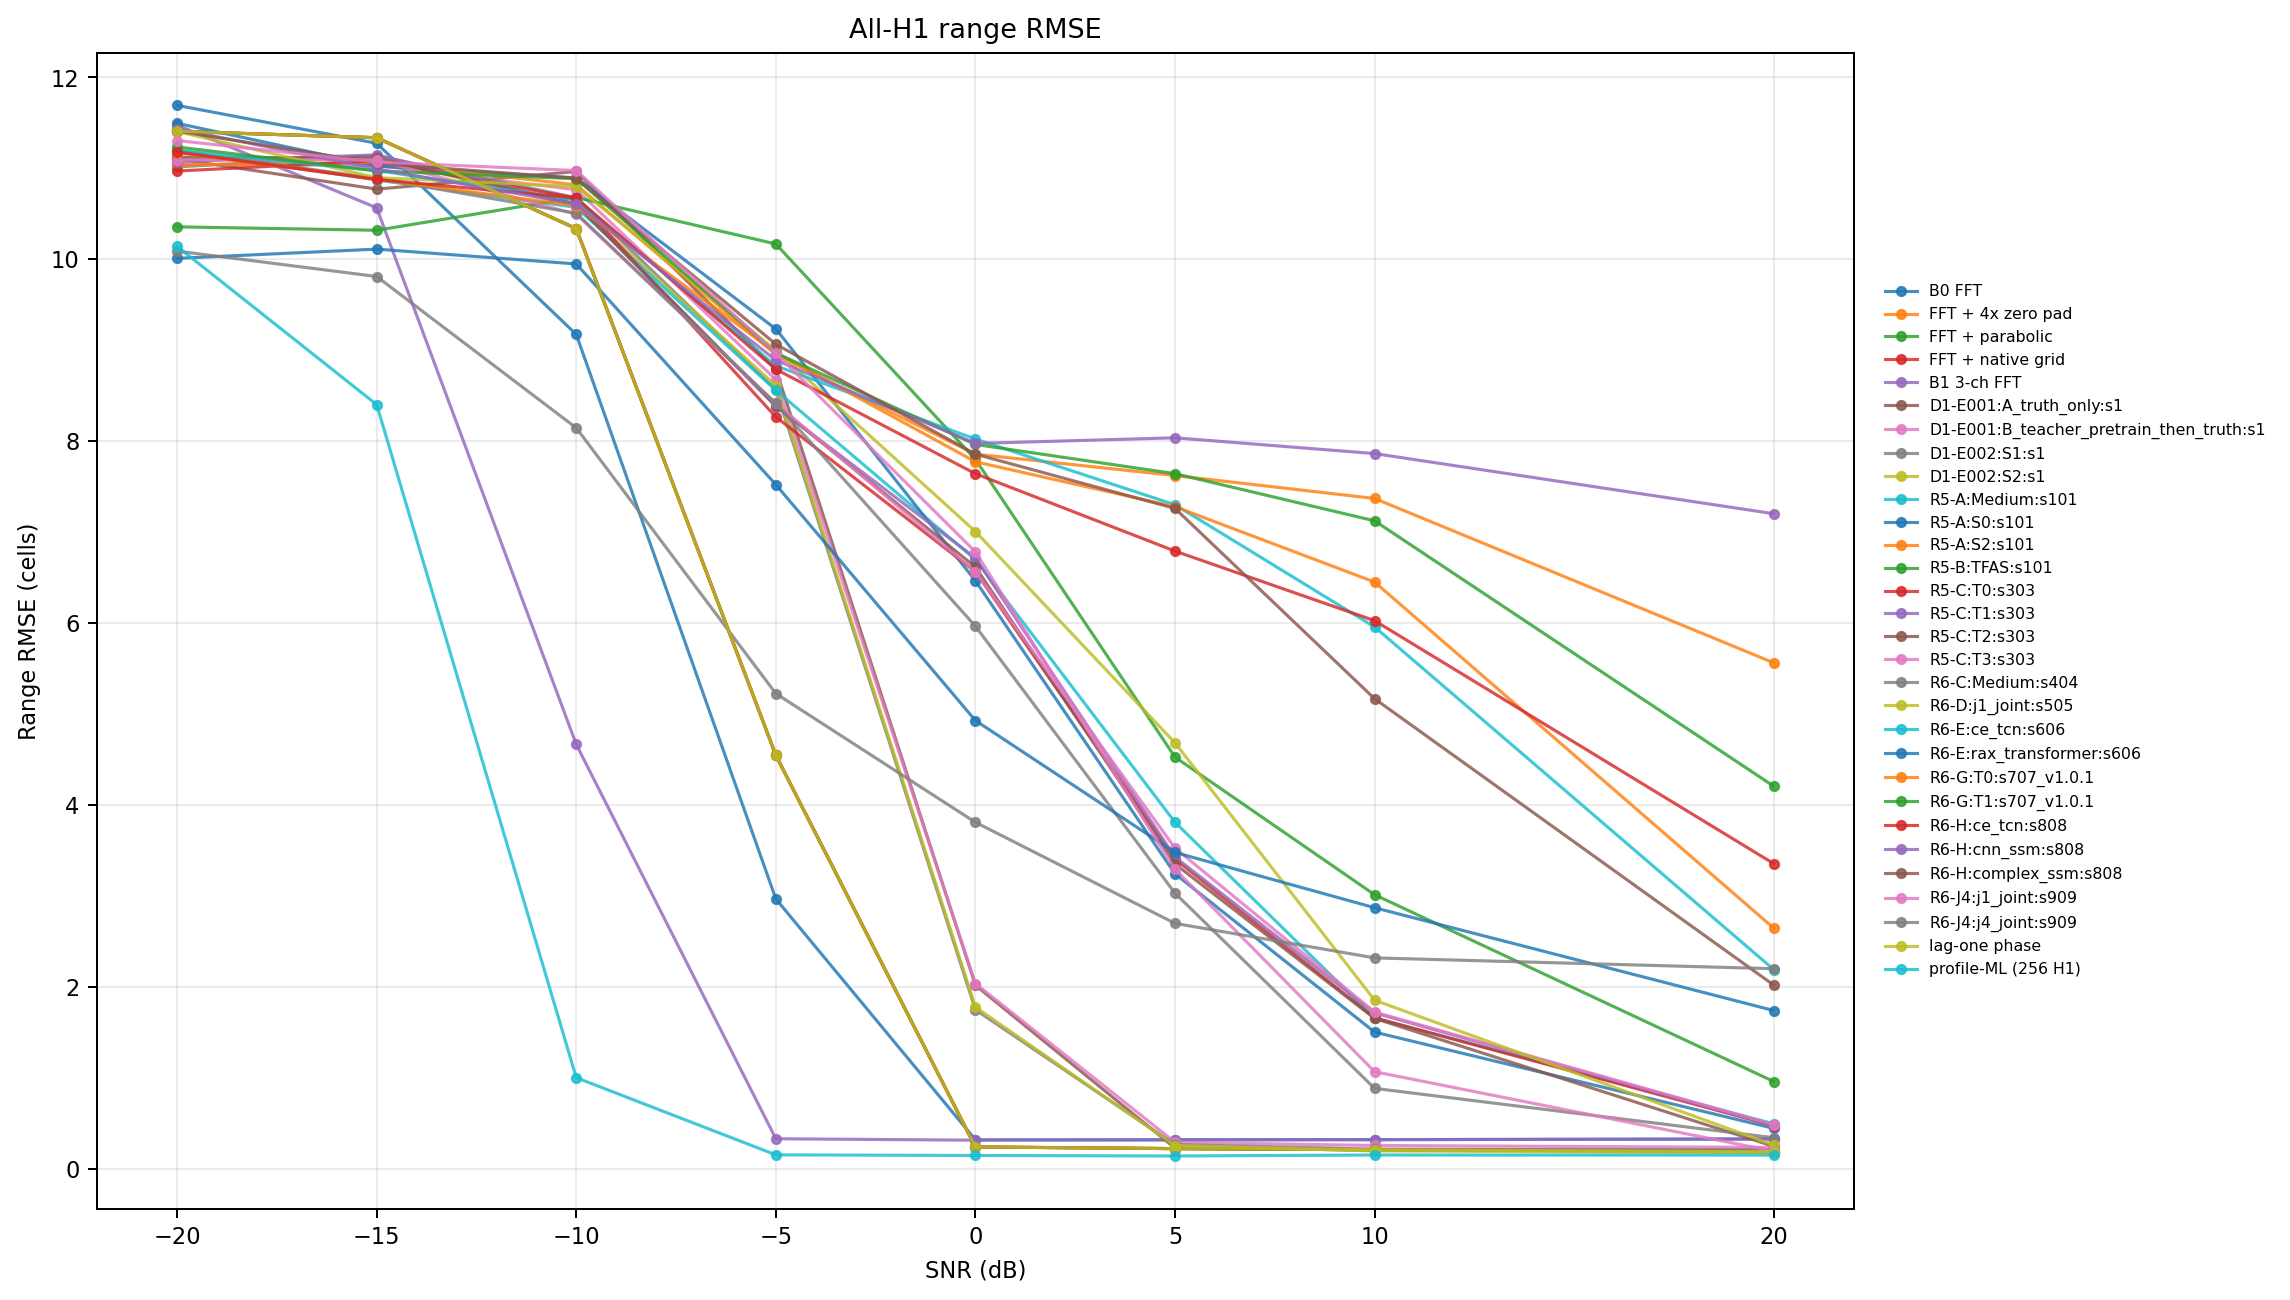 All-H1 range RMSE
12
10
8
6
4
2
0
Range RMSE (cells)
−20
−15
−10
−5
0
5
10
20
SNR (dB)
B0 FFT
FFT + 4x zero pad
FFT + parabolic
FFT + native grid
B1 3-ch FFT
D1-E001:A_truth_only:s1
D1-E001:B_teacher_pretrain_then_truth:s1
D1-E002:S1:s1
D1-E002:S2:s1
R5-A:Medium:s101
R5-A:S0:s101
R5-A:S2:s101
R5-B:TFAS:s101
R5-C:T0:s303
R5-C:T1:s303
R5-C:T2:s303
R5-C:T3:s303
R6-C:Medium:s404
R6-D:j1_joint:s505
R6-E:ce_tcn:s606
R6-E:rax_transformer:s606
R6-G:T0:s707_v1.0.1
R6-G:T1:s707_v1.0.1
R6-H:ce_tcn:s808
R6-H:cnn_ssm:s808
R6-H:complex_ssm:s808
R6-J4:j1_joint:s909
R6-J4:j4_joint:s909
lag-one phase
profile-ML (256 H1)